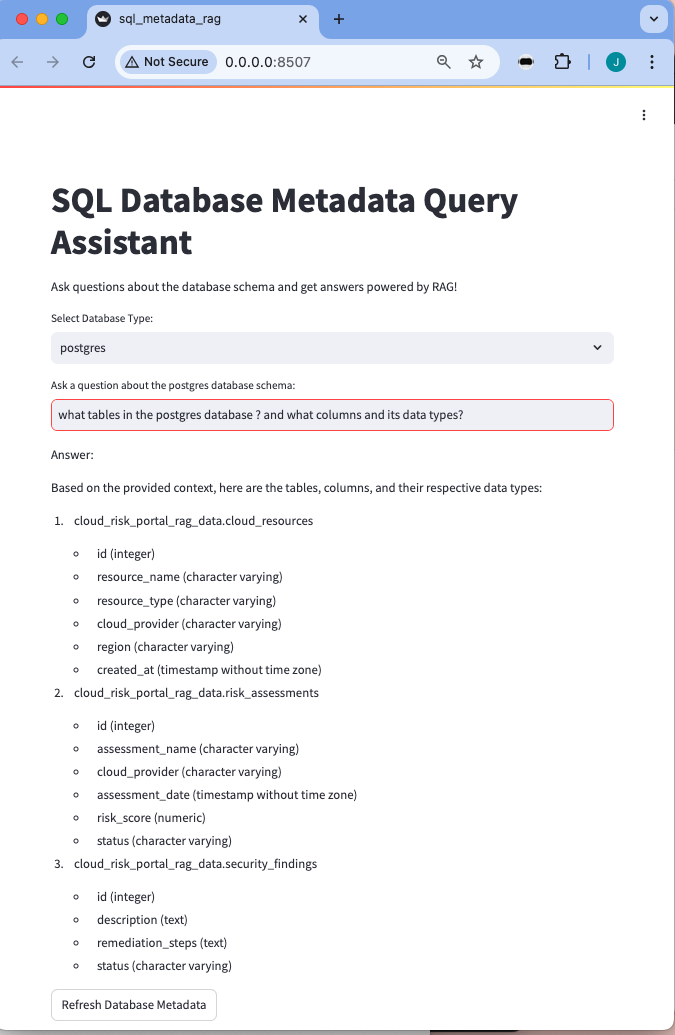 sql_metadata_rag
Not Secure 0.0.0.0:8507
J
SQL Database Metadata Query
Assistant
Ask questions about the database schema and get answers powered by RAG!
Select Database Type:
postgres
Ask a question about the postgres database schema:
what tables in the postgres database ? and what columns and its data types?
Answer:
Based on the provided context, here are the tables, columns, and their respective data types:
1. cloud_risk_portal_rag_data.cloud_resources
id (integer)
resource_name (character varying)
resource_type (character varying)
cloud_provider (character varying)
region (character varying)
created_at (timestamp without time zone)
2. cloud_risk_portal_rag_data.risk_assessments
id (integer)
assessment_name (character varying)
cloud_provider (character varying)
assessment_date (timestamp without time zone)
risk_score (numeric)
status (character varying)
3. cloud_risk_portal_rag_data.security_findings
id (integer)
description (text)
remediation_steps (text)
status (character varying)
Refresh Database Metadata